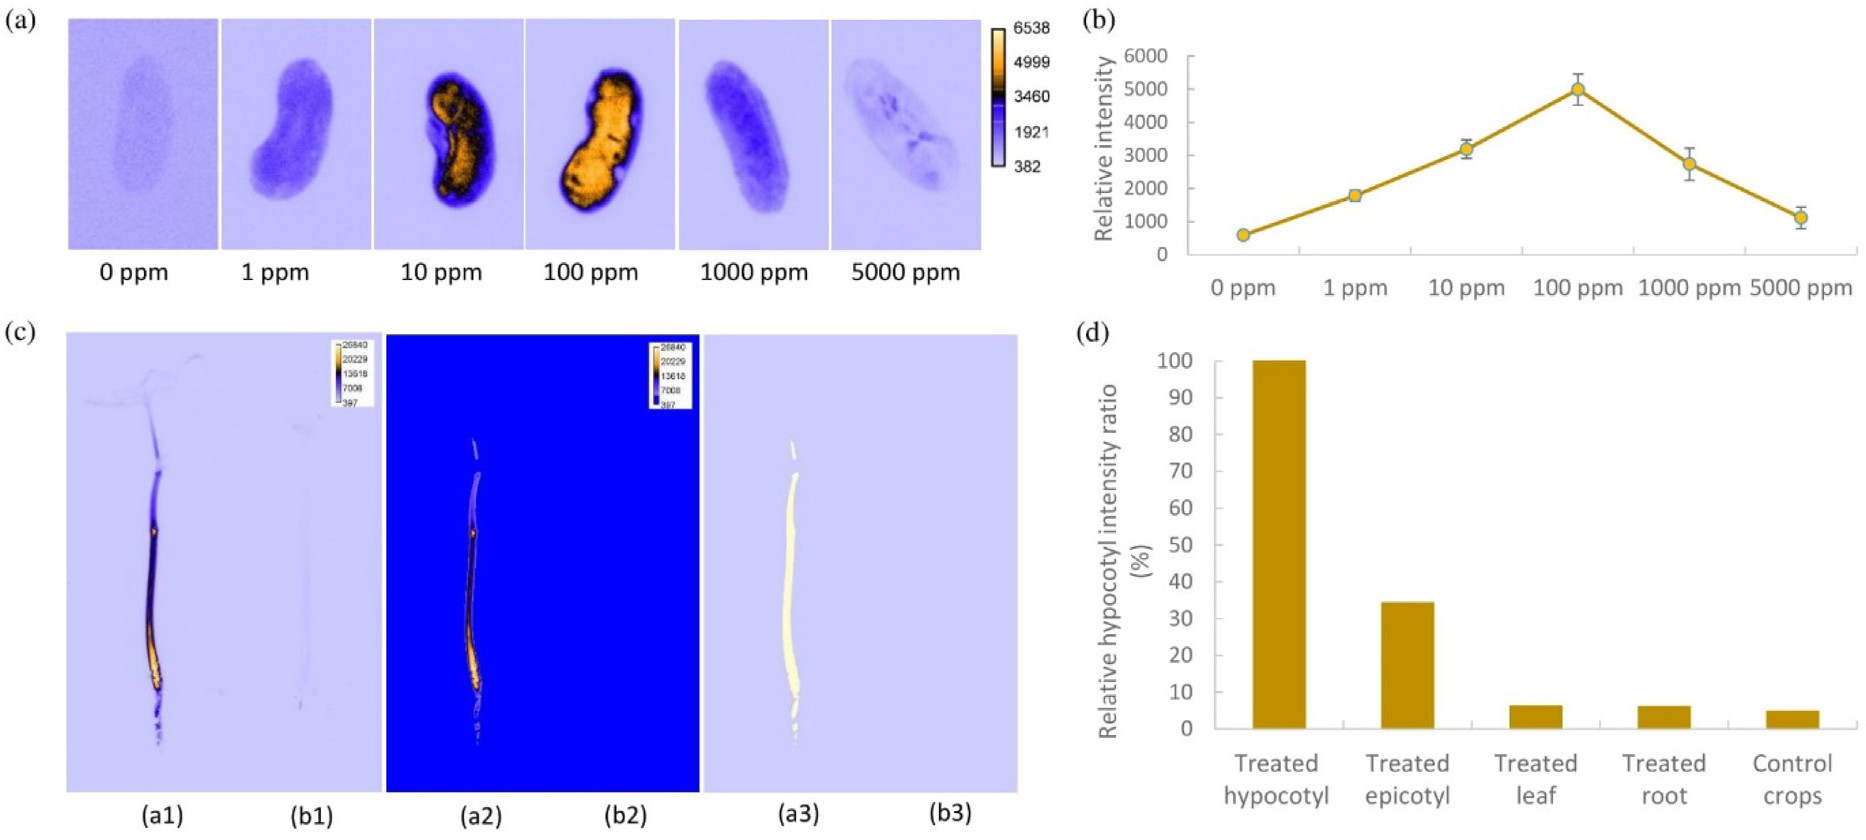 (a)
6538
4999
3460
1921
382
0 ppm 1 ppm 10 ppm 100 ppm 1000 ppm 5000 ppm
(b)
Relative intensity
6000
5000
4000
3000
2000
1000
0
0 ppm 1 ppm 10 ppm 100 ppm 1000 ppm 5000 ppm
(c)
26840
20229
13618
7008
397
26840
20229
13618
7008
397
(a1) (b1) (a2) (b2) (a3) (b3)
(d)
Relative hypocotyl intensity ratio
(%)
100
90
80
70
60
50
40
30
20
10
0
Treated hypocotyl
Treated epicotyl
Treated leaf
Treated root
Control crops